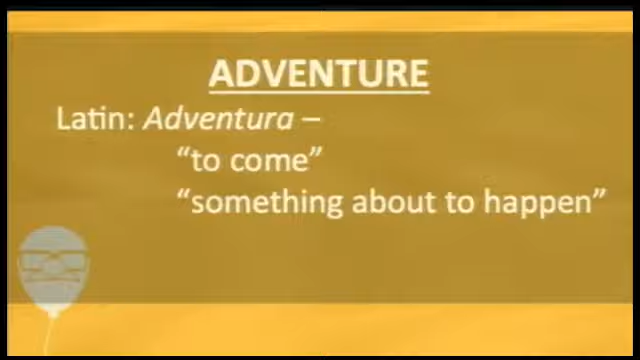 ADVENTURE
Latin: Adventura –
“to come”
“something about to happen”